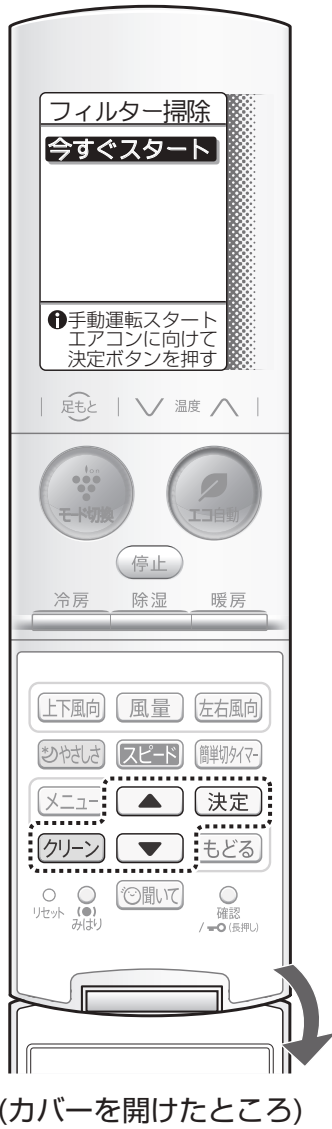 フィルター掃除
今すぐスタート
❶手動運転スタート
エアコンに向けて
決定ボタンを押す
足もと 温度
ion
モード切換 エコ自動
停止
冷房 除湿 暖房
上下風向 風量 左右風向
やさしさ スピード 簡単切タイマー
メニュー ▲ 決定
クリーン ▼ もどる
聞いて
リセット みはり 確認
/ (長押し)
(カバーを開けたところ)